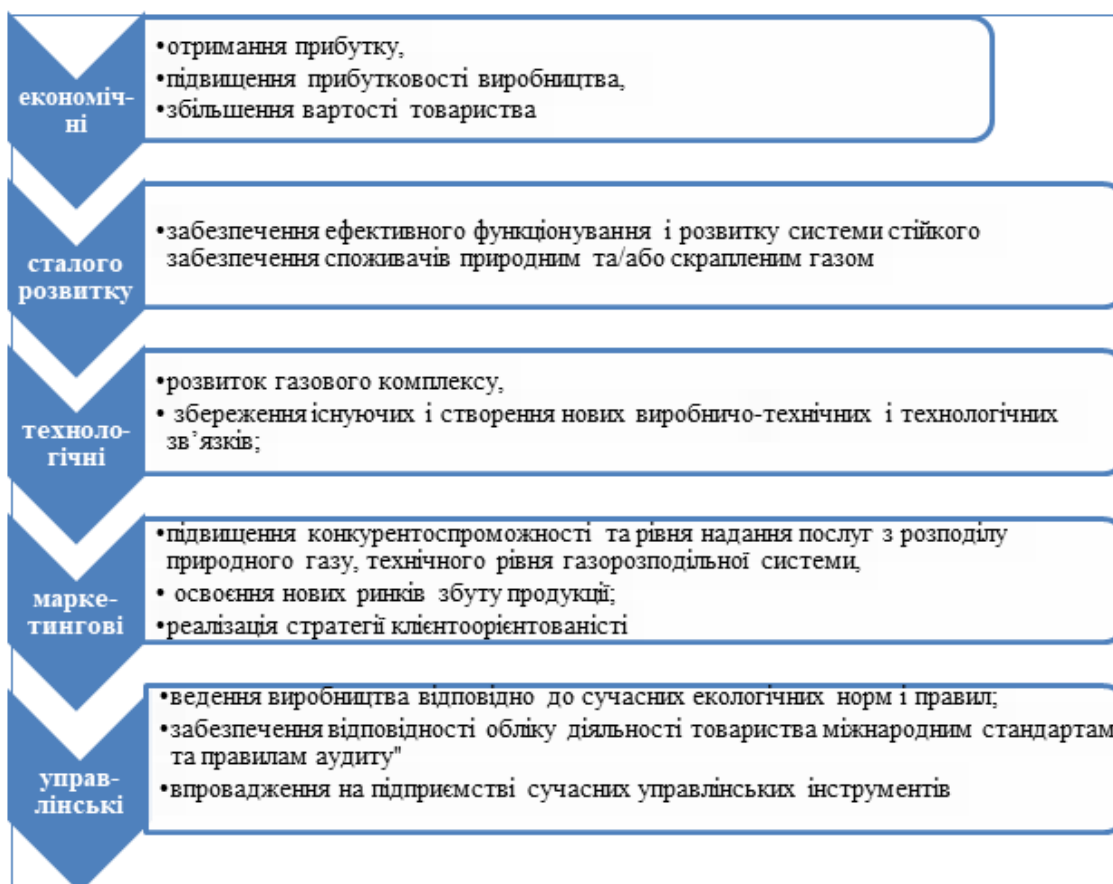 економіч-
ні
•отримання прибутку,
•підвищення прибутковості виробництва,
•збільшення вартості товариства
сталого
розвитку
•забезпечення ефективного функціонування і розвитку системи стійкого
забезпечення споживачів природним та/або скрапленим газом
техноло-
гічні
•розвиток газового комплексу,
• збереження існуючих і створення нових виробничо-технічних і технологічних
зв’язків;
марке-
тингові
•підвищення конкурентоспроможності та рівня надання послуг з розподілу
природного газу, технічного рівня газорозподільної системи,
• освоєння нових ринків збуту продукції;
•реалізація стратегії клієнтоорієнтованісті
управ-
лінські
•ведення виробництва відповідно до сучасних екологічних норм і правил;
•забезпечення відповідності обліку діяльності товариства міжнародним стандартам
та правилам аудиту"
•впровадження на підприємстві сучасних управлінських інструментів